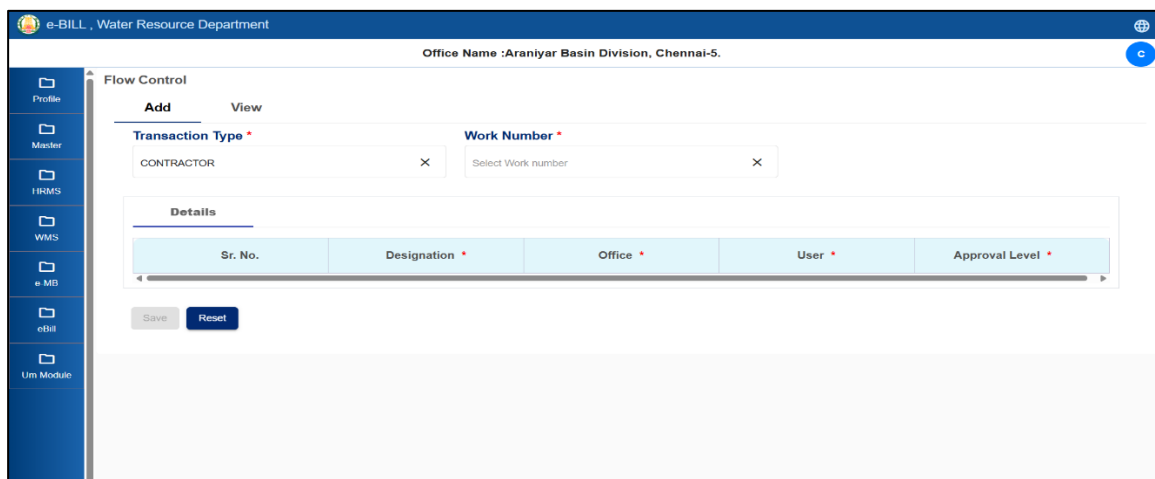 e-BILL , Water Resource Department
Office Name :Araniyar Basin Division, Chennai-5.
C
Profile
Master
HRMS
WMS
e-MB
eBill
Um Module
Flow Control
Add View
Transaction Type * Work Number *
CONTRACTOR Select Work number
Details
Sr. No. Designation * Office * User * Approval Level *
Save Reset